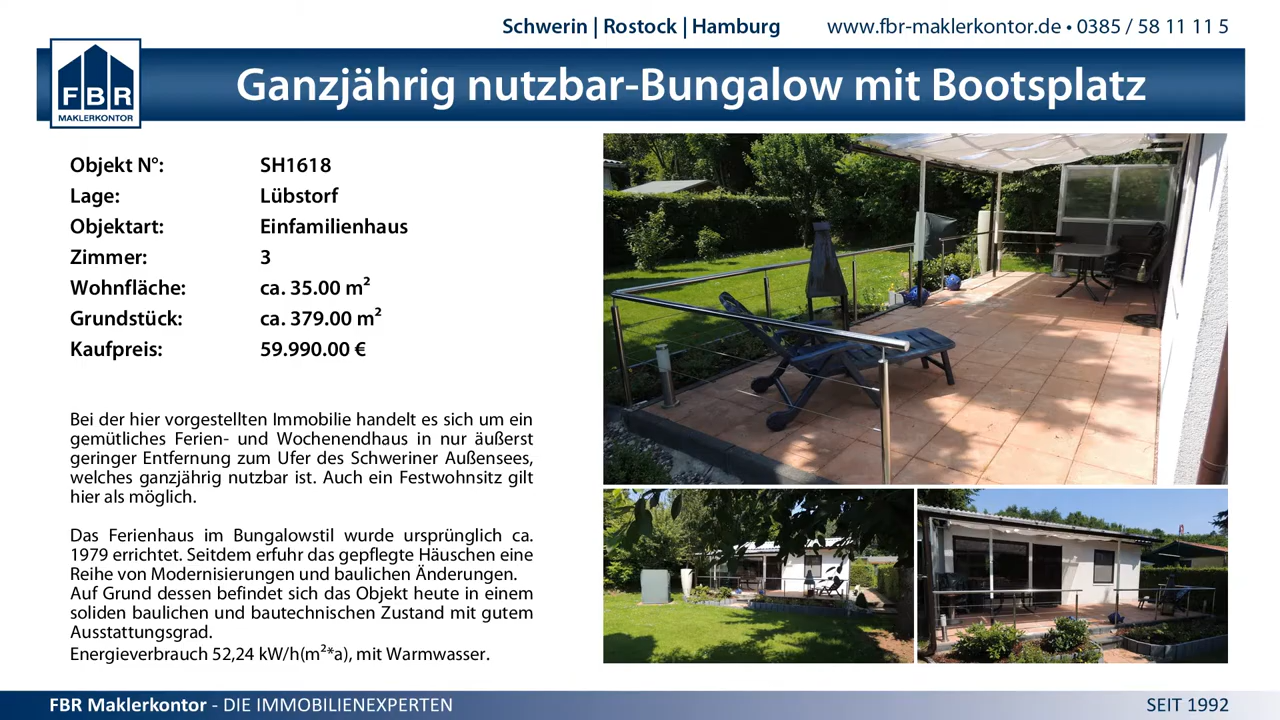 Schwerin | Rostock | Hamburg www.fbr-maklerkontor.de • 0385 / 58 11 11 5
FBR
MAKLERKONTOR
Ganzjährig nutzbar-Bungalow mit Bootsplatz
Objekt N°: SH1618
Lage: Lübstorf
Objektart: Einfamilienhaus
Zimmer: 3
Wohnfläche: ca. 35.00 m²
Grundstück: ca. 379.00 m²
Kaufpreis: 59.990.00 €
Bei der hier vorgestellten Immobilie handelt es sich um ein
gemütliches Ferien- und Wochenendhaus in nur äußerst
geringer Entfernung zum Ufer des Schweriner Außensees,
welches ganzjährig nutzbar ist. Auch ein Festwohnsitz gilt
hier als möglich.
Das Ferienhaus im Bungalowstil wurde ursprünglich ca.
1979 errichtet. Seitdem erfuhr das gepflegte Häuschen eine
Reihe von Modernisierungen und baulichen Änderungen.
Auf Grund dessen befindet sich das Objekt heute in einem
soliden baulichen und bautechnischen Zustand mit gutem
Ausstattungsgrad.
Energieverbrauch 52,24 kW/h(m²*a), mit Warmwasser.
FBR Maklerkontor - DIE IMMOBILIENEXPERTEN SEIT 1992